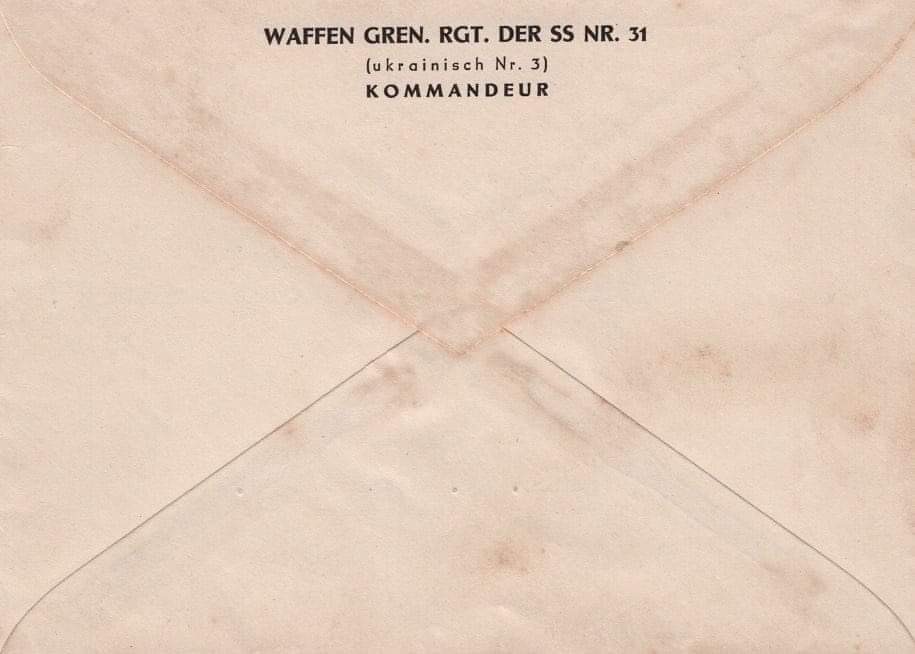 WAFFEN GREN. RGT. DER SS NR. 31
(ukrainisch Nr. 3)
KOMMANDEUR